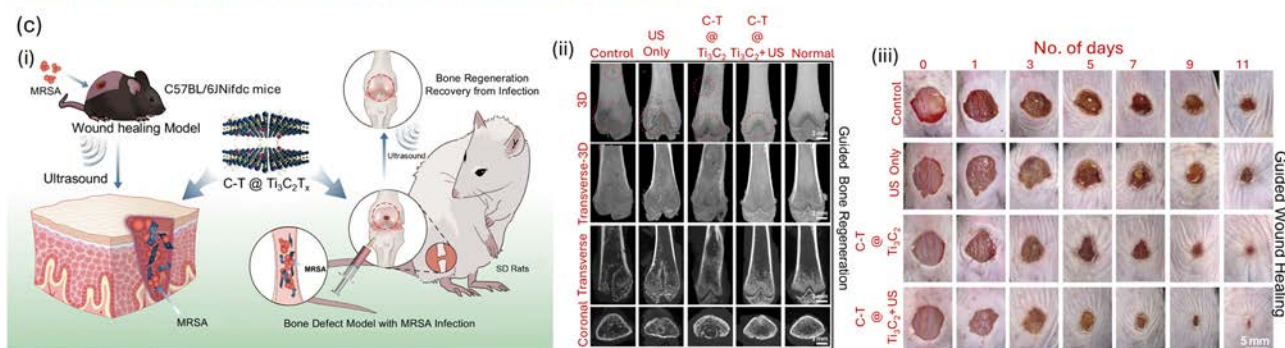 (c)
(i)
MRSA
C57BL/6JNifdc mice
Wound healing Model
Ultrasound
C-T @ Ti₃C₂Tₓ
MRSA
Bone Regeneration
Recovery from Infection
Ultrasound
MRSA
SD Rats
Bone Defect Model with MRSA Infection
(ii)
Control
US
Only
C-T
@
Ti₃C₂
C-T
@
Ti₃C₂+US
Normal
3D
Transverse-3D
Transverse
Coronal
Guided Bone Regeneration
(iii)
No. of days
0 1 3 5 7 9 11
Control
US Only
C-T
@
Ti₃C₂
C-T
@
Ti₃C₂+US
5 mm
Guided Wound Healing